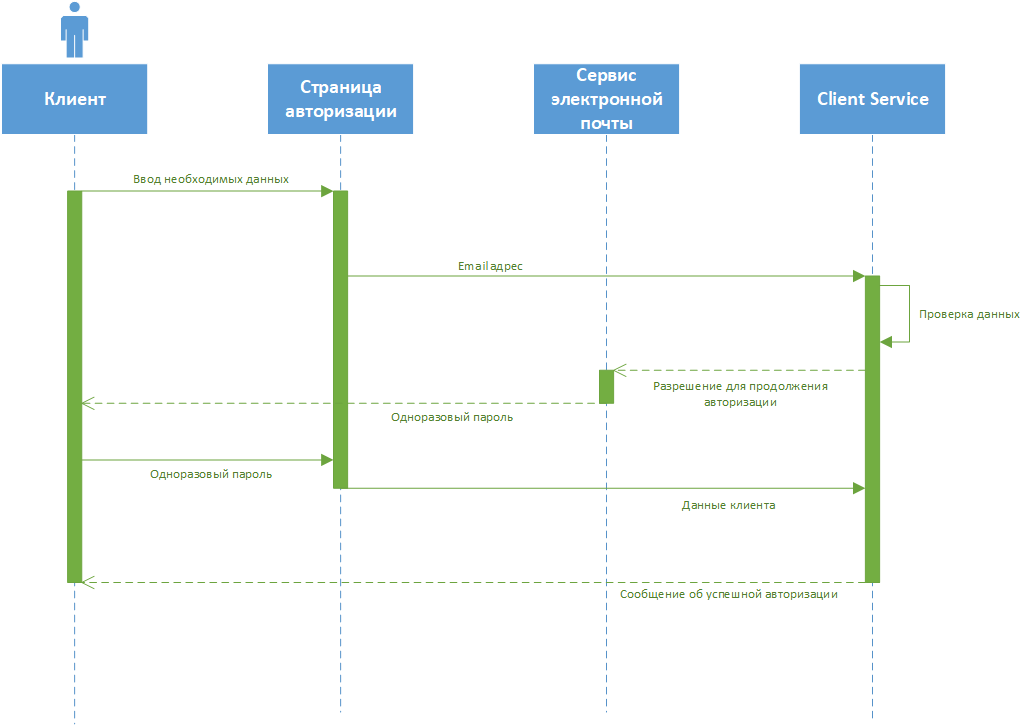 Клиент
Страница
авторизации
Сервис
электронной
почты
Client Service
Ввод необходимых данных
Email адрес
Проверка данных
Разрешение для продолжения
авторизации
Одноразовый пароль
Одноразовый пароль
Данные клиента
Сообщение об успешной авторизации